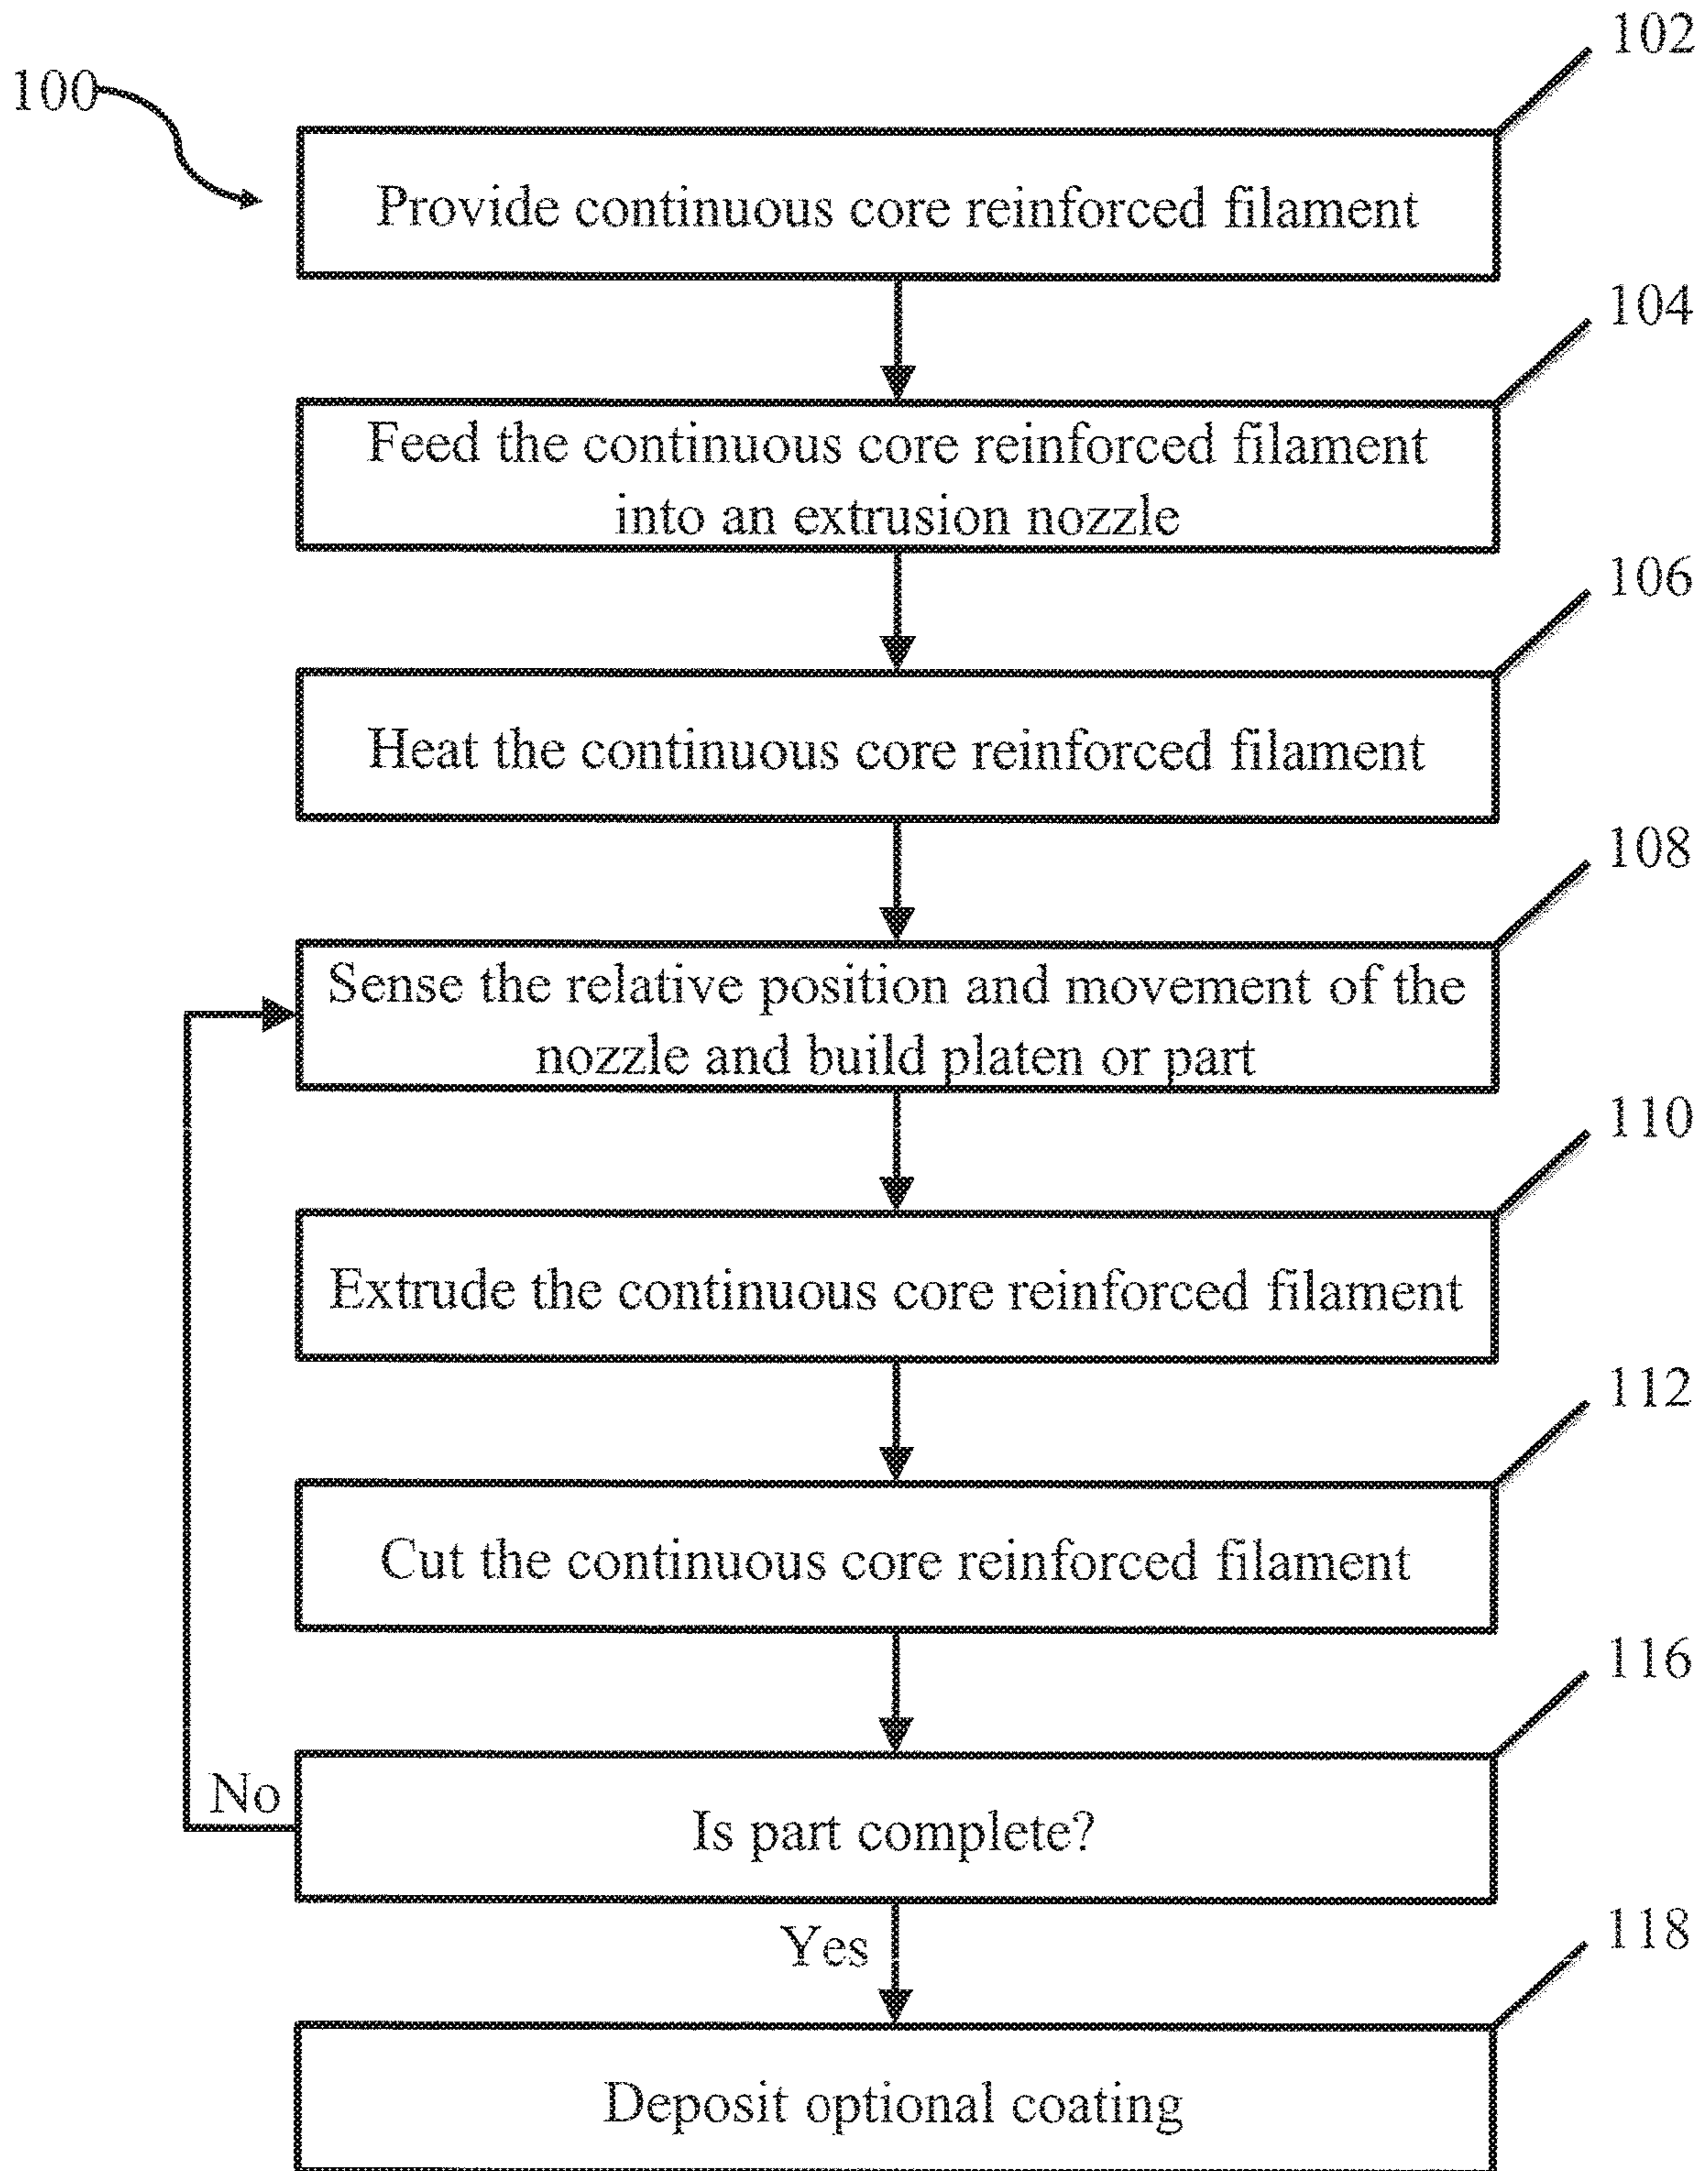 102
100
Provide continuous core reinforced filament
104
Feed the continuous core reinforced filament
into an extrusion nozzle
106
Heat the continuous core reinforced filament
108
Sense the relative position and movement of the
nozzle and build platen or part
110
Extrude the continuous core reinforced filament
112
Cut the continuous core reinforced filament
116
No
Is part complete?
Yes
118
Deposit optional coating